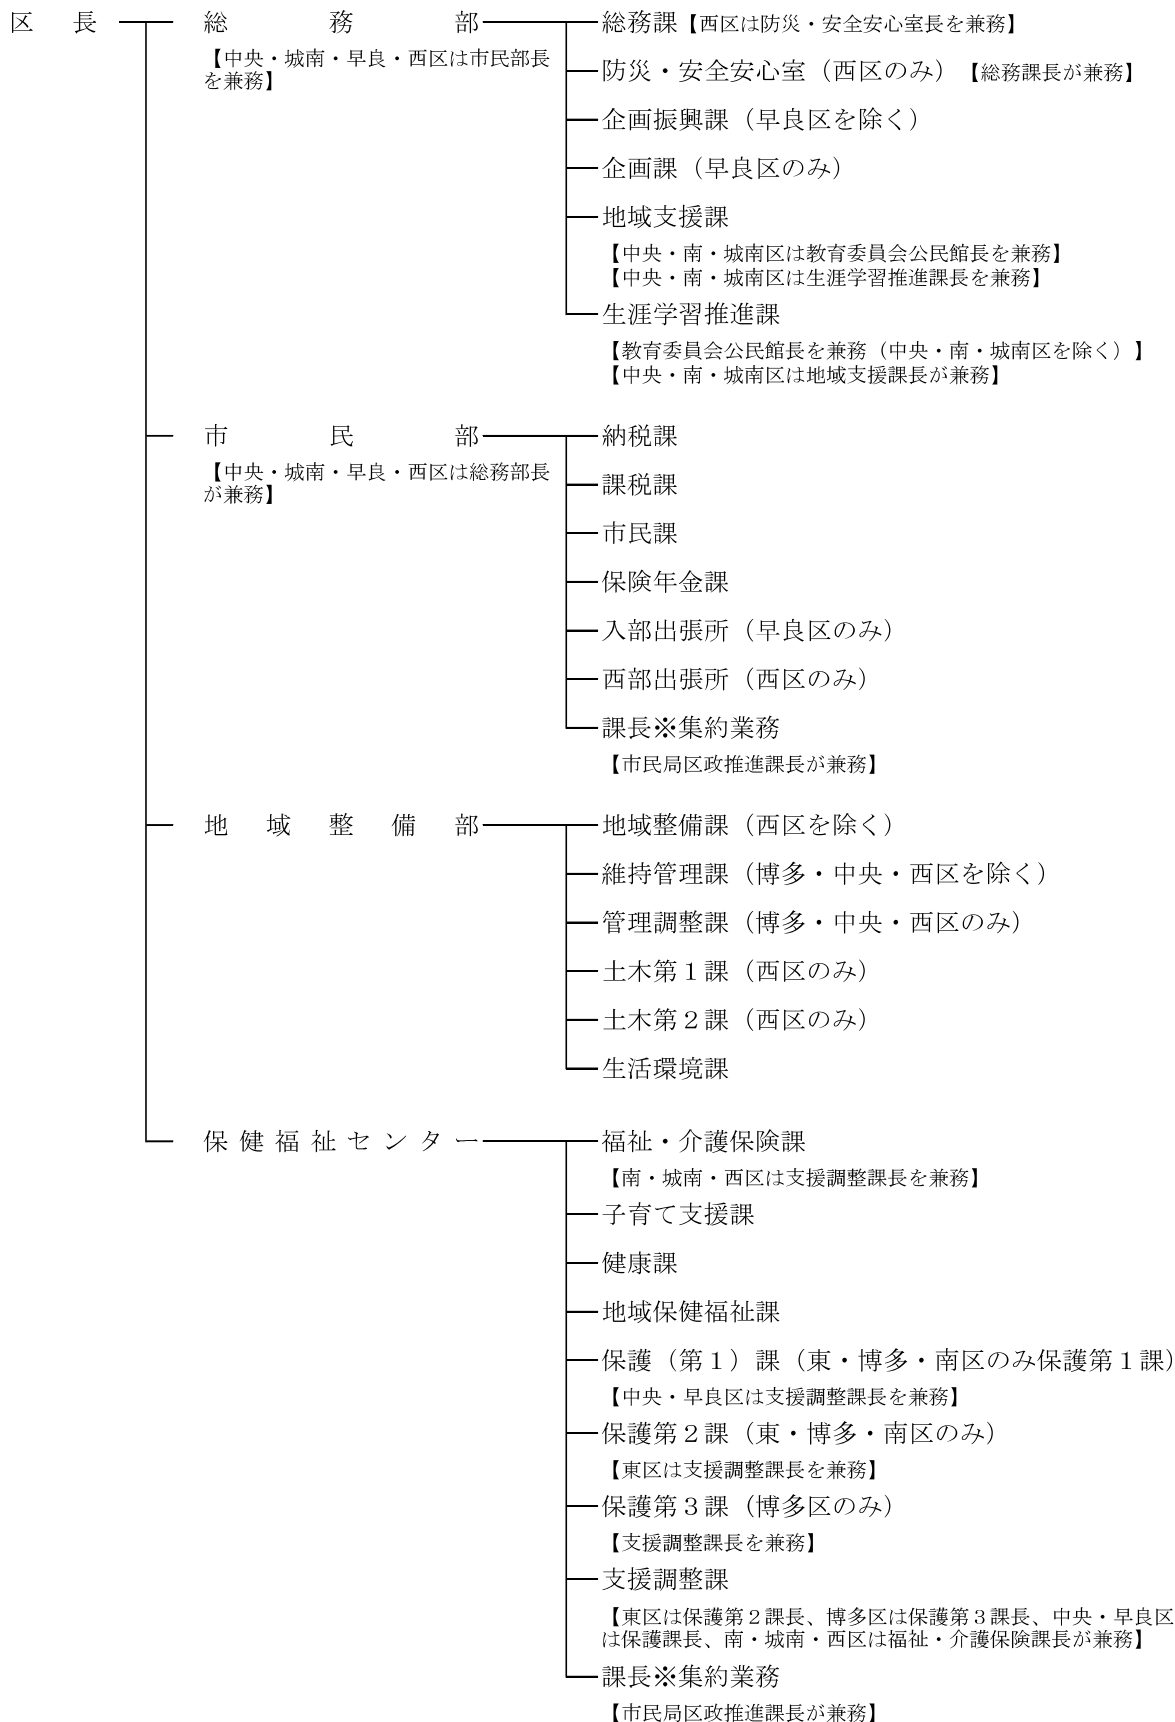 区長 総務部 総務課【西区は防災・安全安心室長を兼務】
【中央・城南・早良・西区は市民部長
を兼務】
防災・安全安心室（西区のみ）【総務課長が兼務】
企画振興課（早良区を除く）
企画課（早良区のみ）
地域支援課
【中央・南・城南区は教育委員会公民館長を兼務】
【中央・南・城南区は生涯学習推進課長を兼務】
生涯学習推進課
【教育委員会公民館長を兼務（中央・南・城南区を除く）】
【中央・南・城南区は地域支援課長が兼務】
市民部 納税課
【中央・城南・早良・西区は総務部長
が兼務】
課税課
市民課
保険年金課
入部出張所（早良区のみ）
西部出張所（西区のみ）
課長※集約業務
【市民局区政推進課長が兼務】
地域整備部 地域整備課（西区を除く）
維持管理課（博多・中央・西区を除く）
管理調整課（博多・中央・西区のみ）
土木第１課（西区のみ）
土木第２課（西区のみ）
生活環境課
保健福祉センター 福祉・介護保険課
【南・城南・西区は支援調整課長を兼務】
子育て支援課
健康課
地域保健福祉課
保護（第１）課（東・博多・南区のみ保護第１課）
【中央・早良区は支援調整課長を兼務】
保護第２課（東・博多・南区のみ）
【東区は支援調整課長を兼務】
保護第３課（博多区のみ）
【支援調整課長を兼務】
支援調整課
【東区は保護第２課長、博多区は保護第３課長、中央・早良区
は保護課長、南・城南・西区は福祉・介護保険課長が兼務】
課長※集約業務
【市民局区政推進課長が兼務】